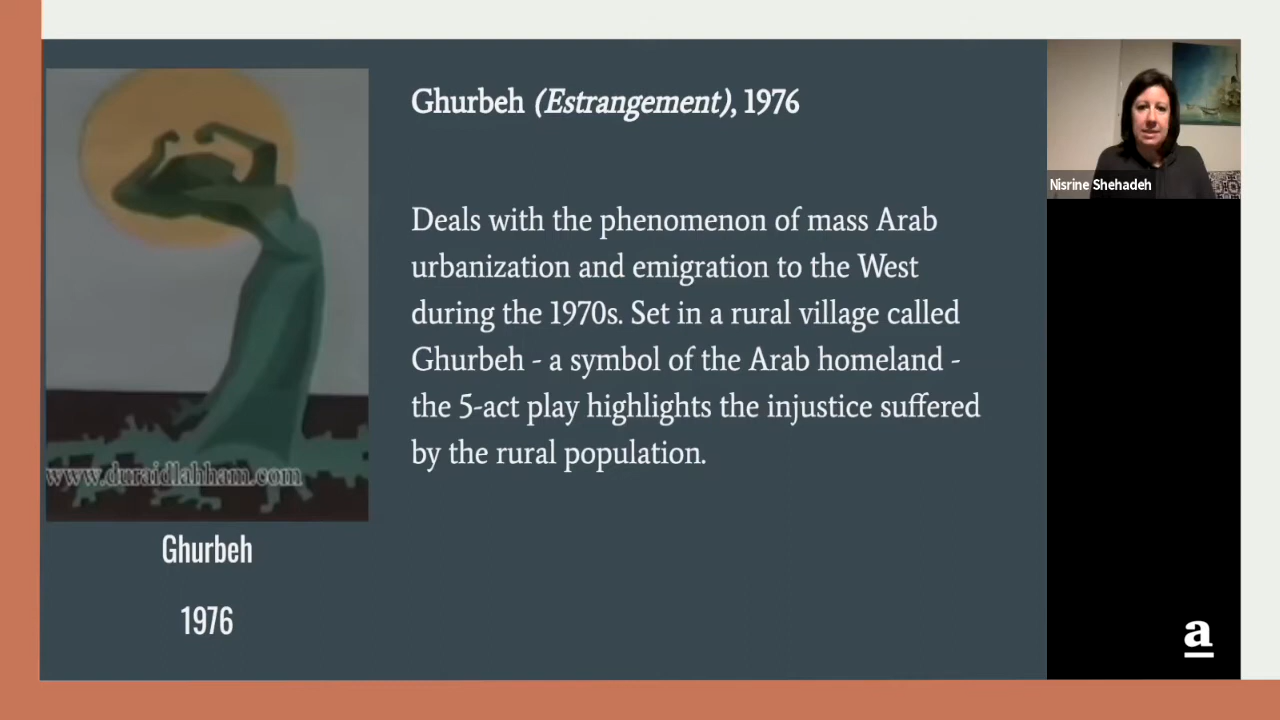 Ghurbeh (Estrangement), 1976
Deals with the phenomenon of mass Arab
urbanization and emigration to the West
during the 1970s. Set in a rural village called
Ghurbeh - a symbol of the Arab homeland -
the 5-act play highlights the injustice suffered
by the rural population.
www.duraidlahham.com
Ghurbeh
1976
Nisrine Shehadeh
a